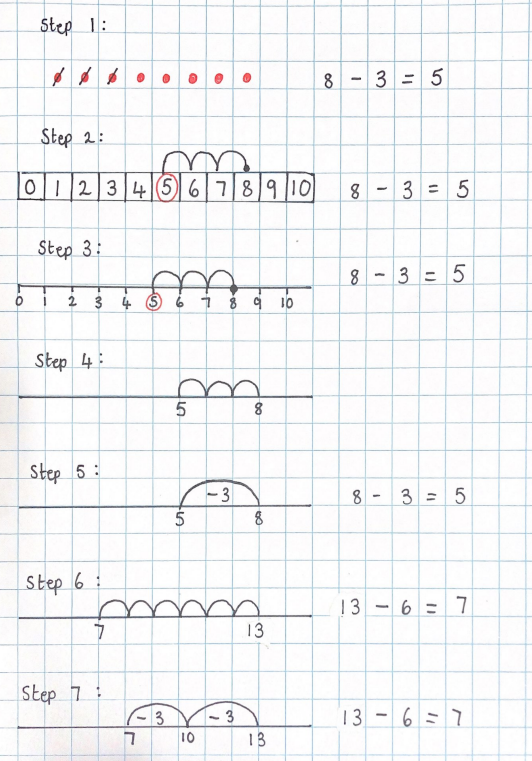 Step 1:
8 - 3 = 5
Step 2:
0 1 2 3 4 5 6 7 8 9 10
8 - 3 = 5
Step 3:
0 1 2 3 4 5 6 7 8 9 10
8 - 3 = 5
Step 4:
5 8
Step 5:
-3
5 8
8 - 3 = 5
Step 6:
7 13
13 - 6 = 7
Step 7:
-3 -3
7 10 13
13 - 6 = 7